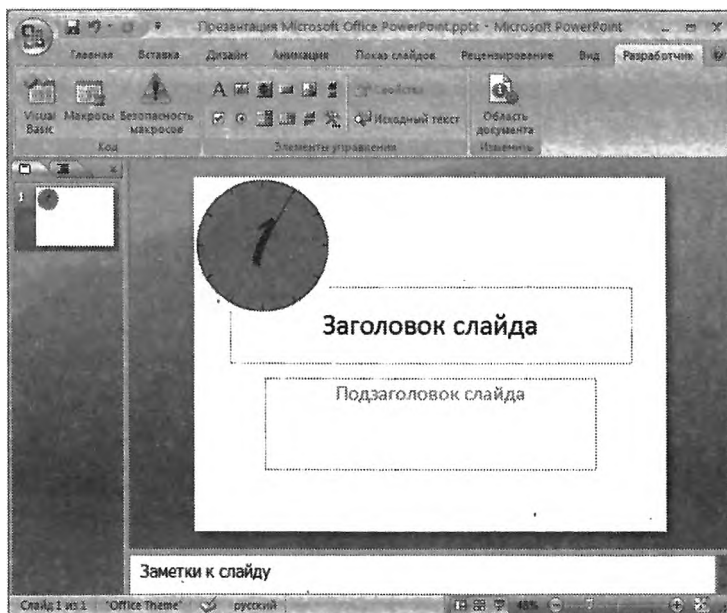 Презентация Microsoft Office PowerPoint.pptx - Microsoft PowerPoint
Главная Вставка Дизайн Анимация Показ слайдов Рецензирование Вид Разработчик
Visual Basic
Макросы
Безопасность макросов
Свойства
Исходный текст
Область документа
Код
Элементы управления
Изменить
1
Заголовок слайда
Подзаголовок слайда
Заметки к слайду
Слайд 1 из 1 "Office Theme" русский 48%